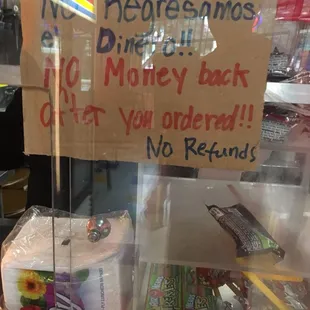 No Regresamos
el Dinero!!
No Money back
after you ordered!!
No Refunds